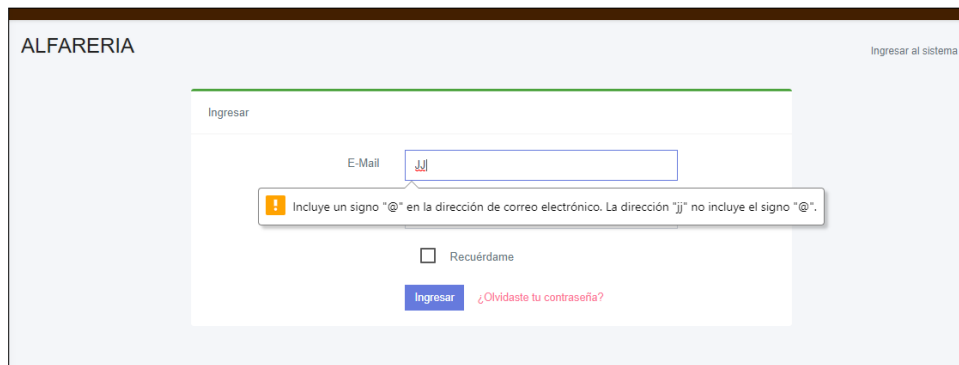 ALFARERIA
Ingresar al sistema
Ingresar
E-Mail
JJ
Incluye un signo "@" en la dirección de correo electrónico. La dirección "jj" no incluye el signo "@".
Recuérdame
Ingresar
¿Olvidaste tu contraseña?